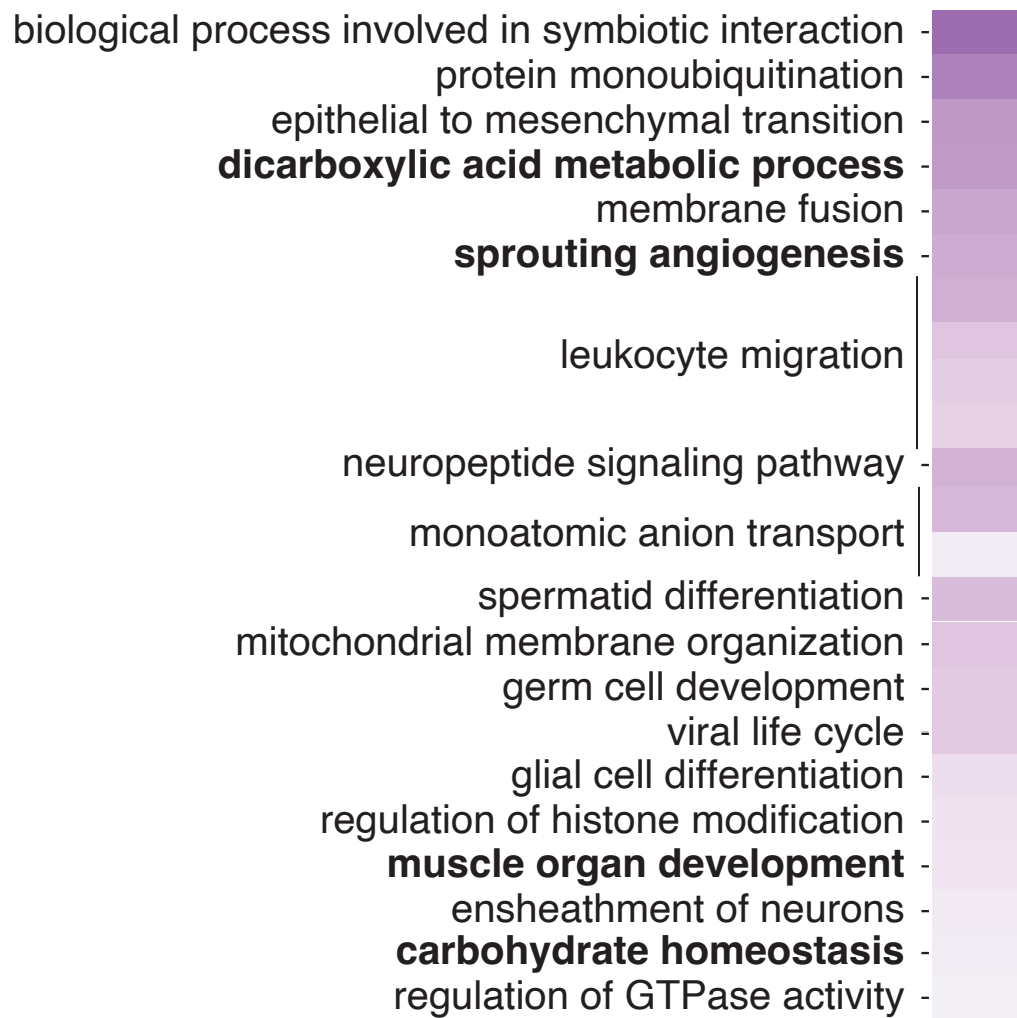 biological process involved in symbiotic interaction
protein monoubiquitination
epithelial to mesenchymal transition
dicarboxylic acid metabolic process
membrane fusion
sprouting angiogenesis
leukocyte migration
neuropeptide signaling pathway
monoatomic anion transport
spermatid differentiation
mitochondrial membrane organization
germ cell development
viral life cycle
glial cell differentiation
regulation of histone modification
muscle organ development
ensheathment of neurons
carbohydrate homeostasis
regulation of GTPase activity